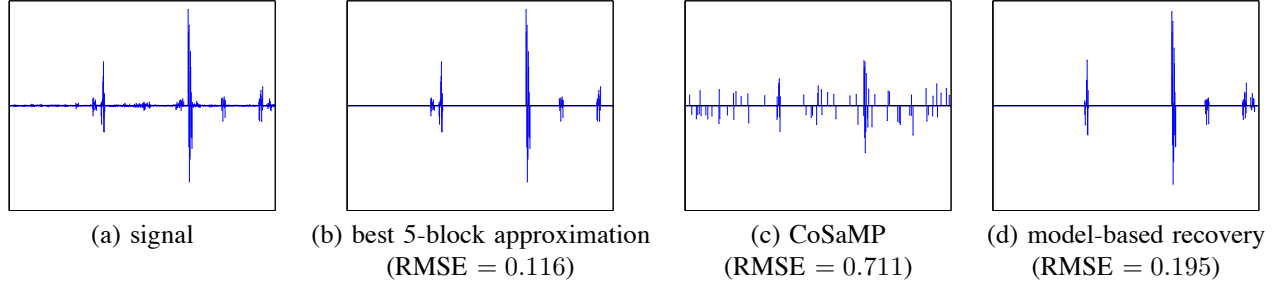 (a) signal
(b) best 5-block approximation
(RMSE = 0.116)
(c) CoSaMP
(RMSE = 0.711)
(d) model-based recovery
(RMSE = 0.195)